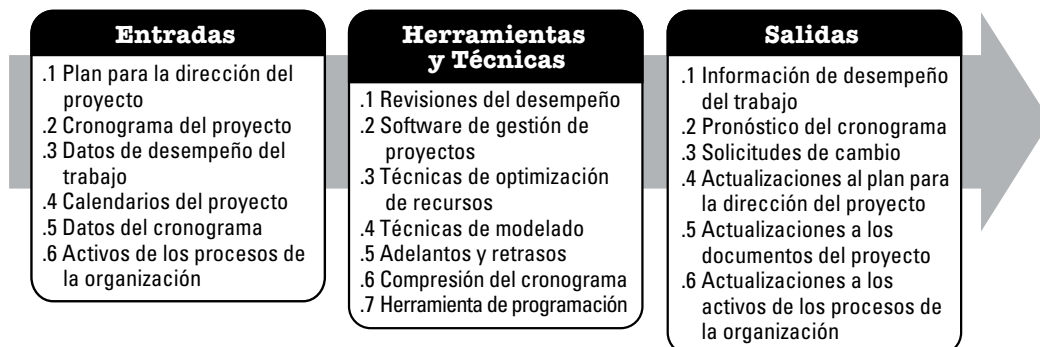 Entradas
.1 Plan para la dirección del
proyecto
.2 Cronograma del proyecto
.3 Datos de desempeño del
trabajo
.4 Calendarios del proyecto
.5 Datos del cronograma
.6 Activos de los procesos de
la organización
Herramientas
y Técnicas
.1 Revisiones del desempeño
.2 Software de gestión de
proyectos
.3 Técnicas de optimización
de recursos
.4 Técnicas de modelado
.5 Adelantos y retrasos
.6 Compresión del cronograma
.7 Herramienta de programación
Salidas
.1 Información de desempeño
del trabajo
.2 Pronóstico del cronograma
.3 Solicitudes de cambio
.4 Actualizaciones al plan para
la dirección del proyecto
.5 Actualizaciones a los
documentos del proyecto
.6 Actualizaciones a los
activos de los procesos de
la organización